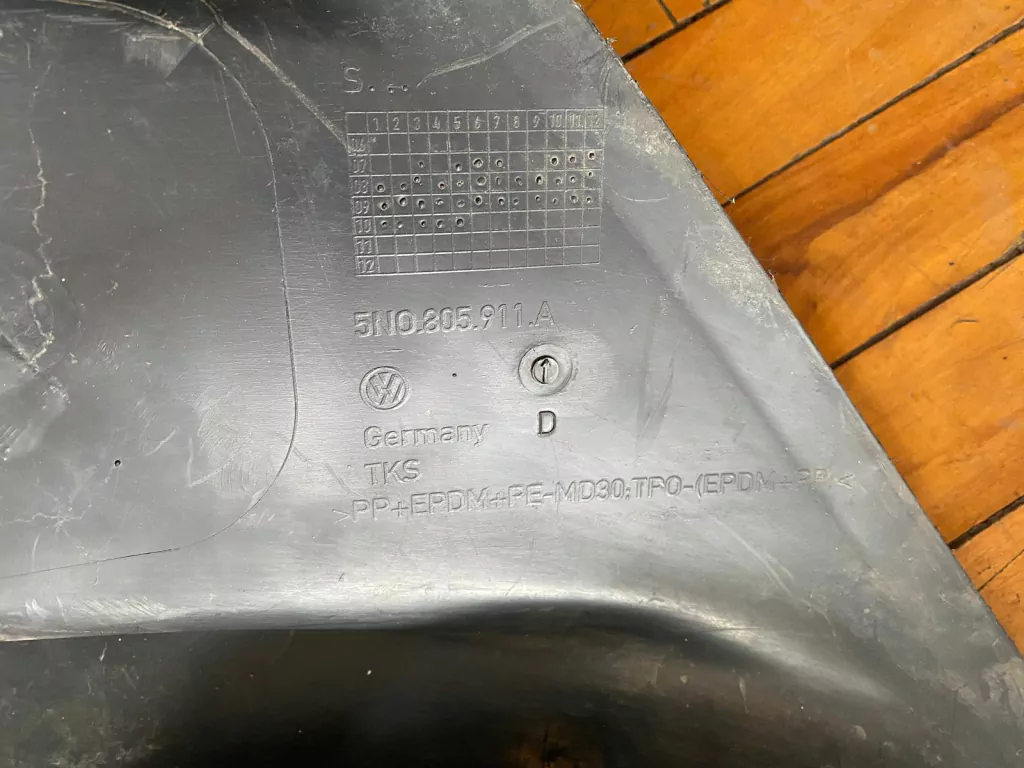 S.
1 2 3 4 5 6 7 8 9 10 11 12
06
07
08
09
10
11
12
5N0.805.911.A
VW
Germany D
TKS
>PP+EPDM+PE-MD30;TPO-(EPDM+PP)<